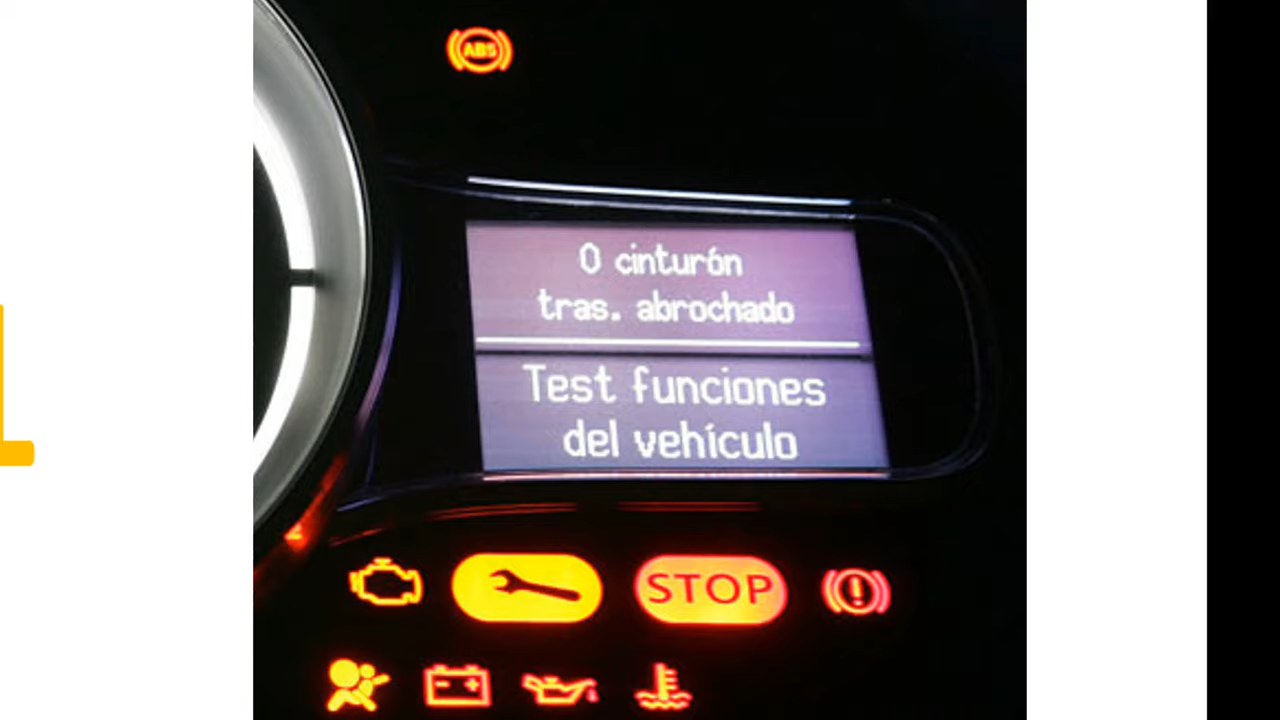 ABS
0 cinturón
tras. abrochado
Test funciones
del vehículo
STOP